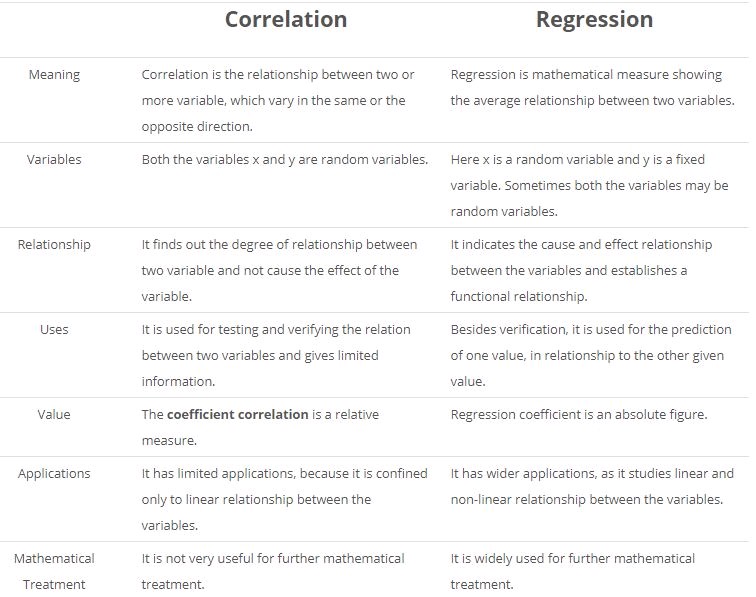 Correlation Regression
Meaning
Correlation is the relationship between two or
more variable, which vary in the same or the
opposite direction.
Regression is mathematical measure showing
the average relationship between two variables.
Variables
Both the variables x and y are random variables.
Here x is a random variable and y is a fixed
variable. Sometimes both the variables may be
random variables.
Relationship
It finds out the degree of relationship between
two variable and not cause the effect of the
variable.
It indicates the cause and effect relationship
between the variables and establishes a
functional relationship.
Uses
It is used for testing and verifying the relation
between two variables and gives limited
information.
Besides verification, it is used for the prediction
of one value, in relationship to the other given
value.
Value
The coefficient correlation is a relative
measure.
Regression coefficient is an absolute figure.
Applications
It has limited applications, because it is confined
only to linear relationship between the
variables.
It has wider applications, as it studies linear and
non-linear relationship between the variables.
Mathematical
Treatment
It is not very useful for further mathematical
treatment.
It is widely used for further mathematical
treatment.